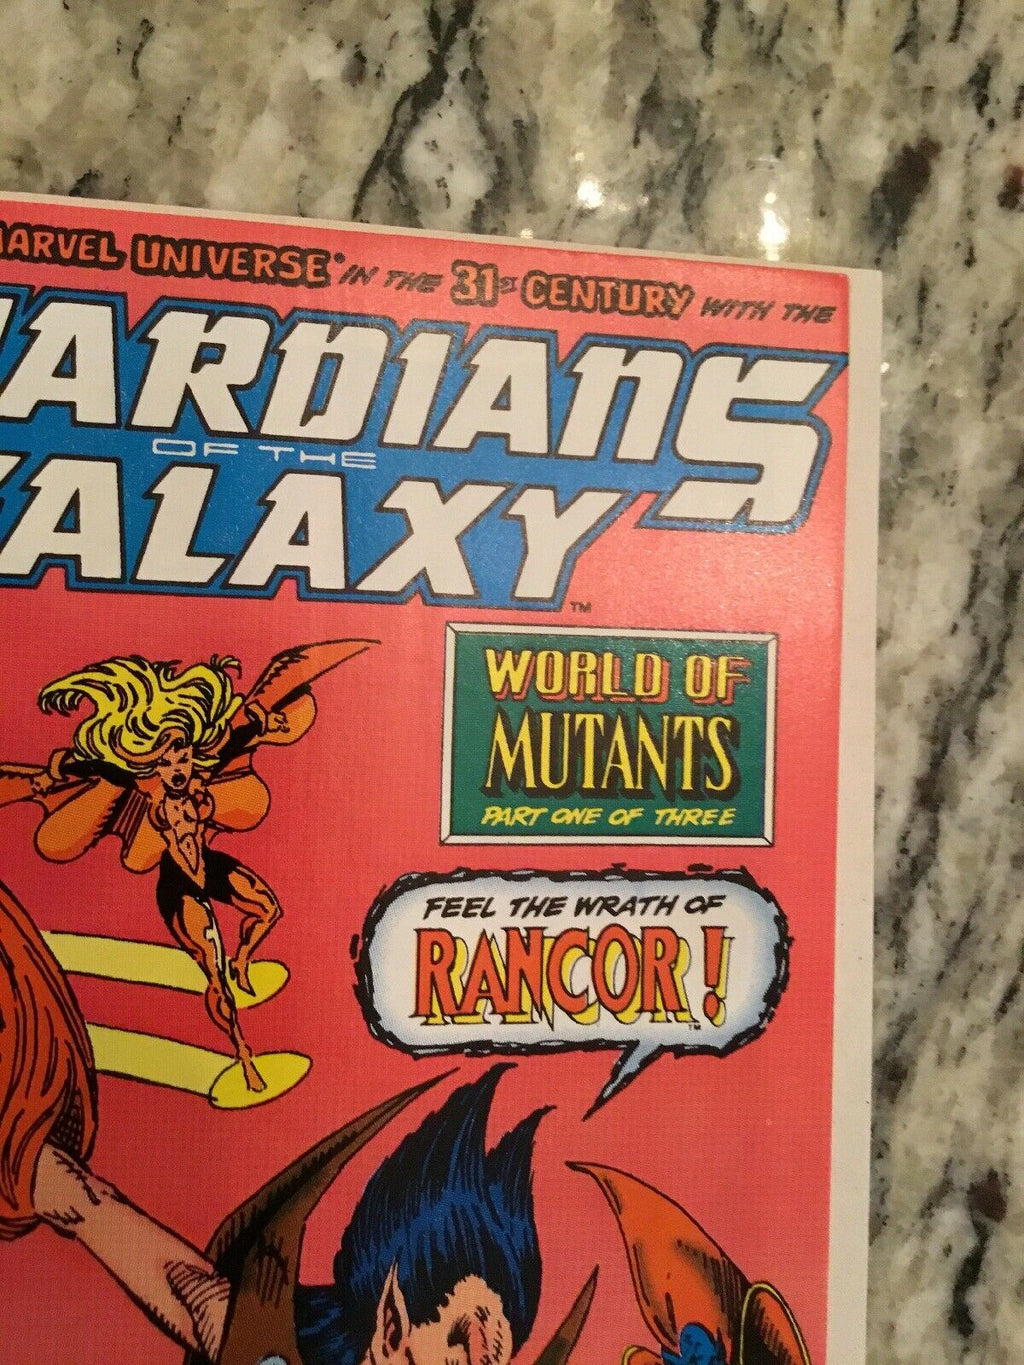 MARVEL UNIVERSE IN THE 31ST CENTURY WITH THE
ARDIANS
OF THE
ALAXY
TM
WORLD OF
MUTANTS
PART ONE OF THREE
FEEL THE WRATH OF
RANCOR!
TM